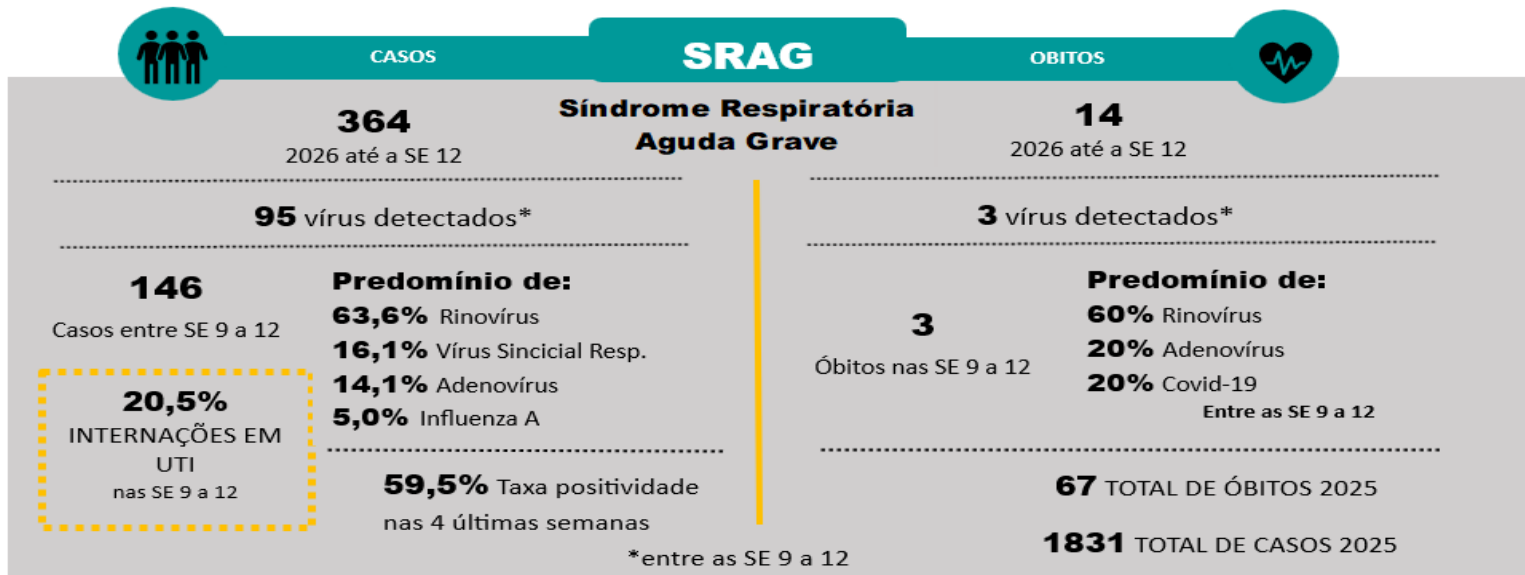 CASOS
SRAG
OBITOS
Síndrome Respiratória
Aguda Grave
364
2026 até a SE 12
95 vírus detectados*
146
Casos entre SE 9 a 12
20,5%
INTERNAÇÕES EM
UTI
nas SE 9 a 12
Predomínio de:
63,6% Rinovírus
16,1% Vírus Sincicial Resp.
14,1% Adenovírus
5,0% Influenza A
59,5% Taxa positividade
nas 4 últimas semanas
14
2026 até a SE 12
3 vírus detectados*
3
Óbitos nas SE 9 a 12
Predomínio de:
60% Rinovírus
20% Adenovírus
20% Covid-19
Entre as SE 9 a 12
67 TOTAL DE ÓBITOS 2025
1831 TOTAL DE CASOS 2025
*entre as SE 9 a 12